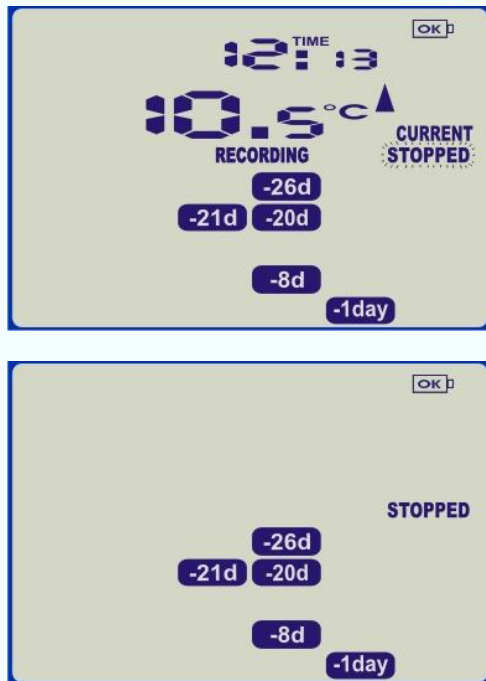 OK
TIME
12:13
10.5°C
CURRENT
RECORDING STOPPED
-26d
-21d -20d
-8d
-1day
OK
STOPPED
-26d
-21d -20d
-8d
-1day